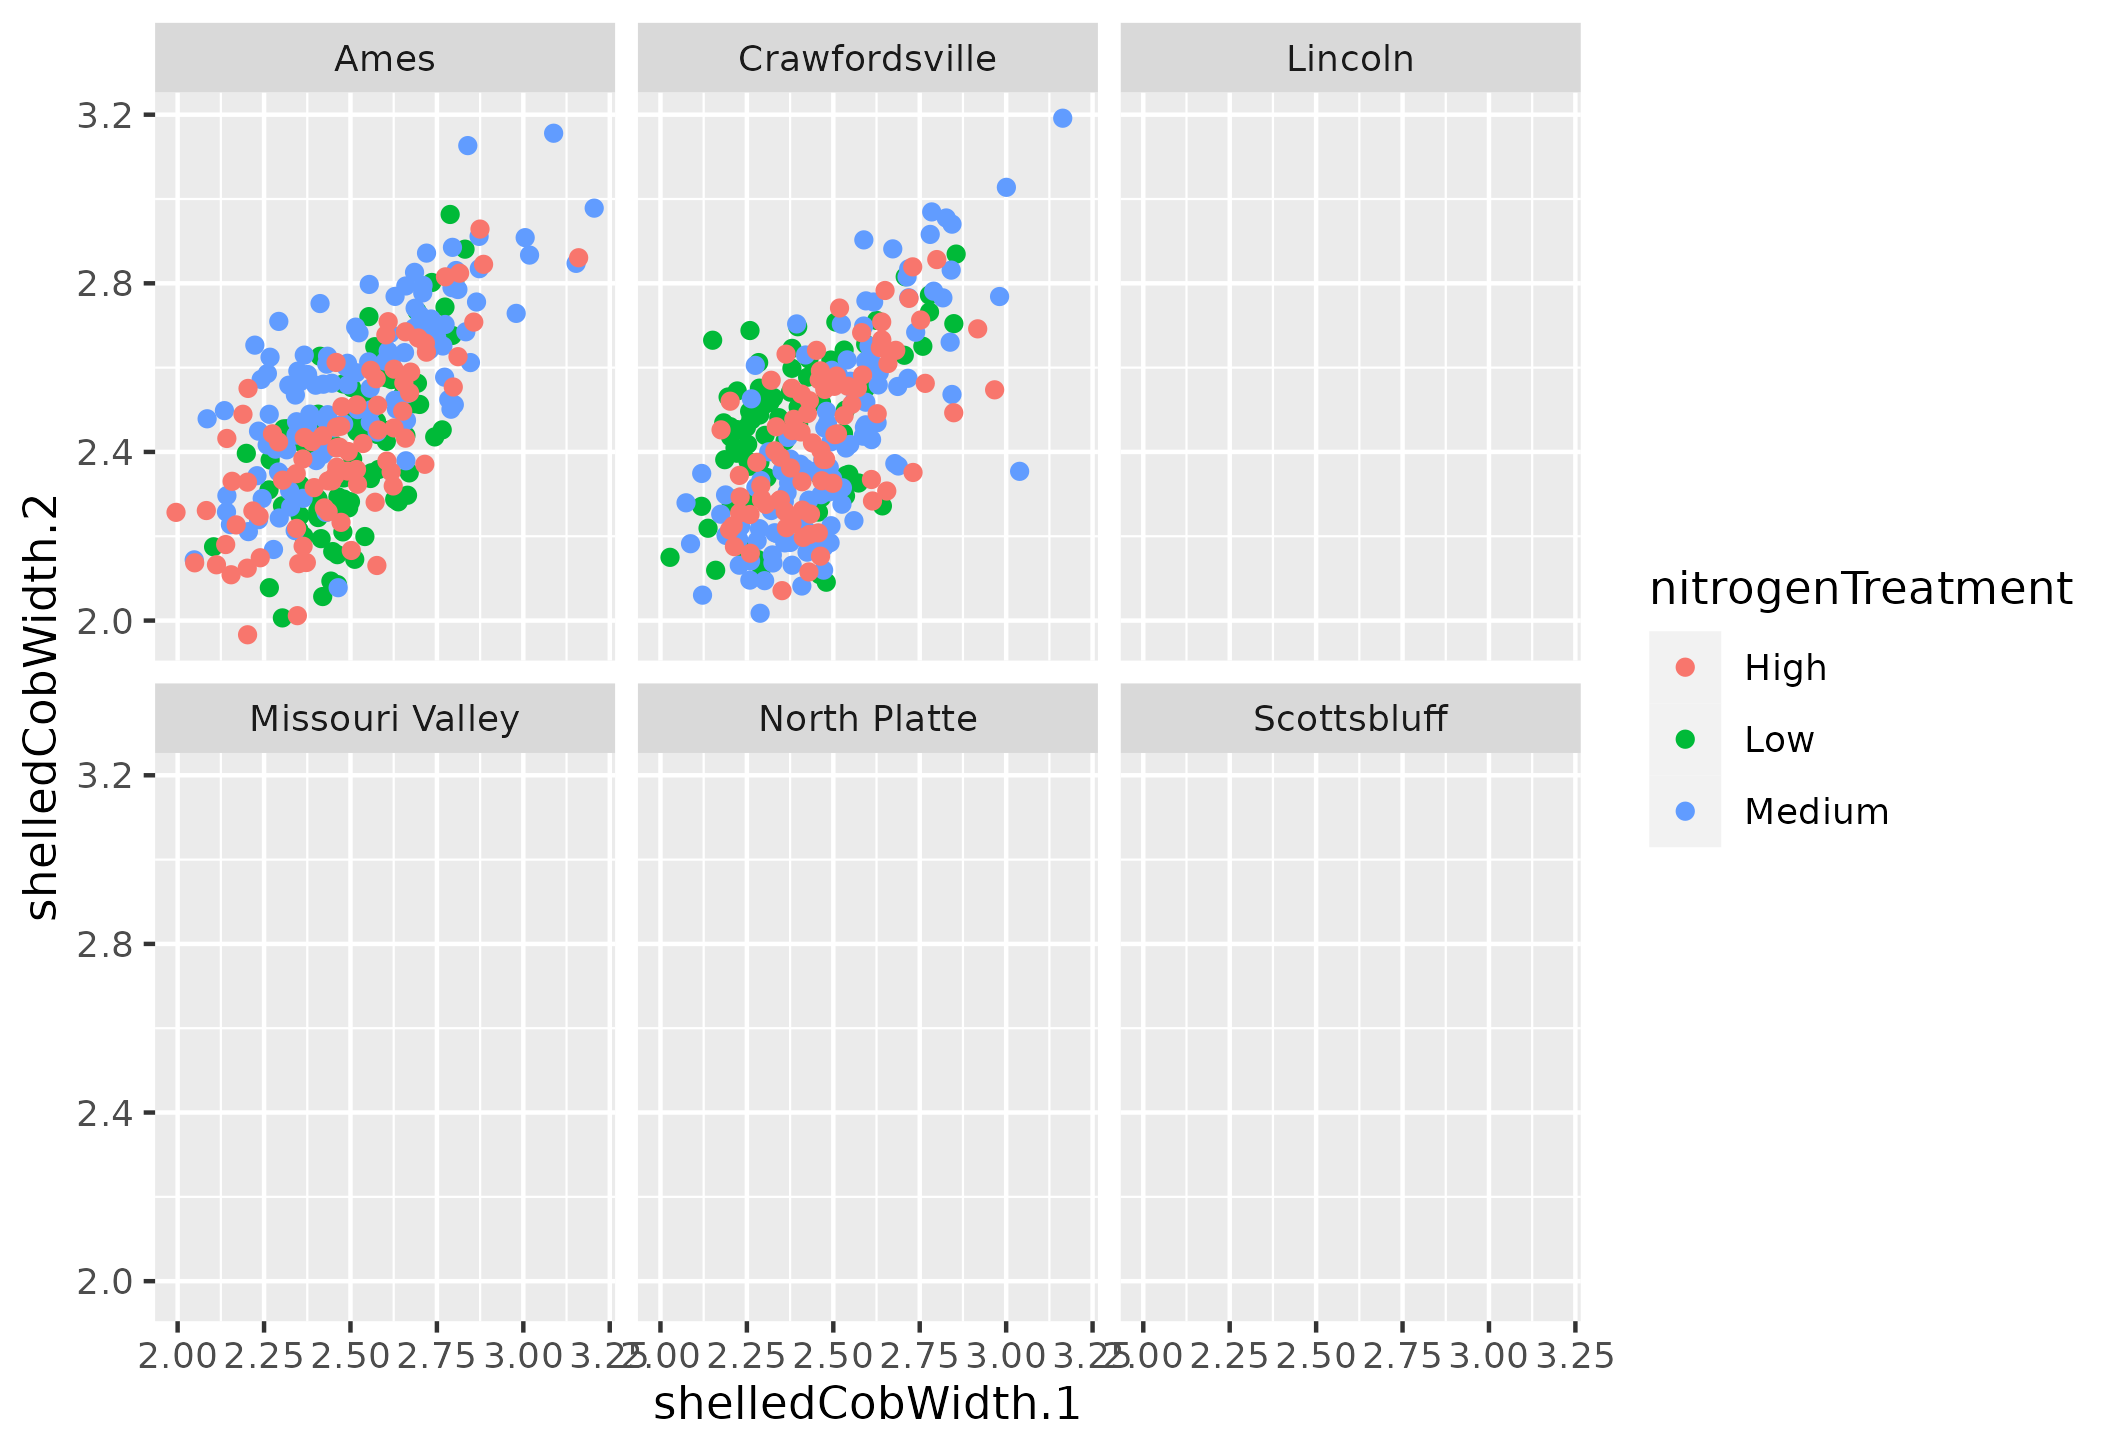 Ames
Crawfordsville
Lincoln
3.2
2.8
2.4
2.0
Missouri Valley
North Platte
Scottsbluff
3.2
2.8
2.4
2.0
2.00 2.25 2.50 2.75 3.00 3.25
2.00 2.25 2.50 2.75 3.00 3.25
2.00 2.25 2.50 2.75 3.00 3.25
shelledCobWidth.1
shelledCobWidth.2
nitrogenTreatment
High
Low
Medium